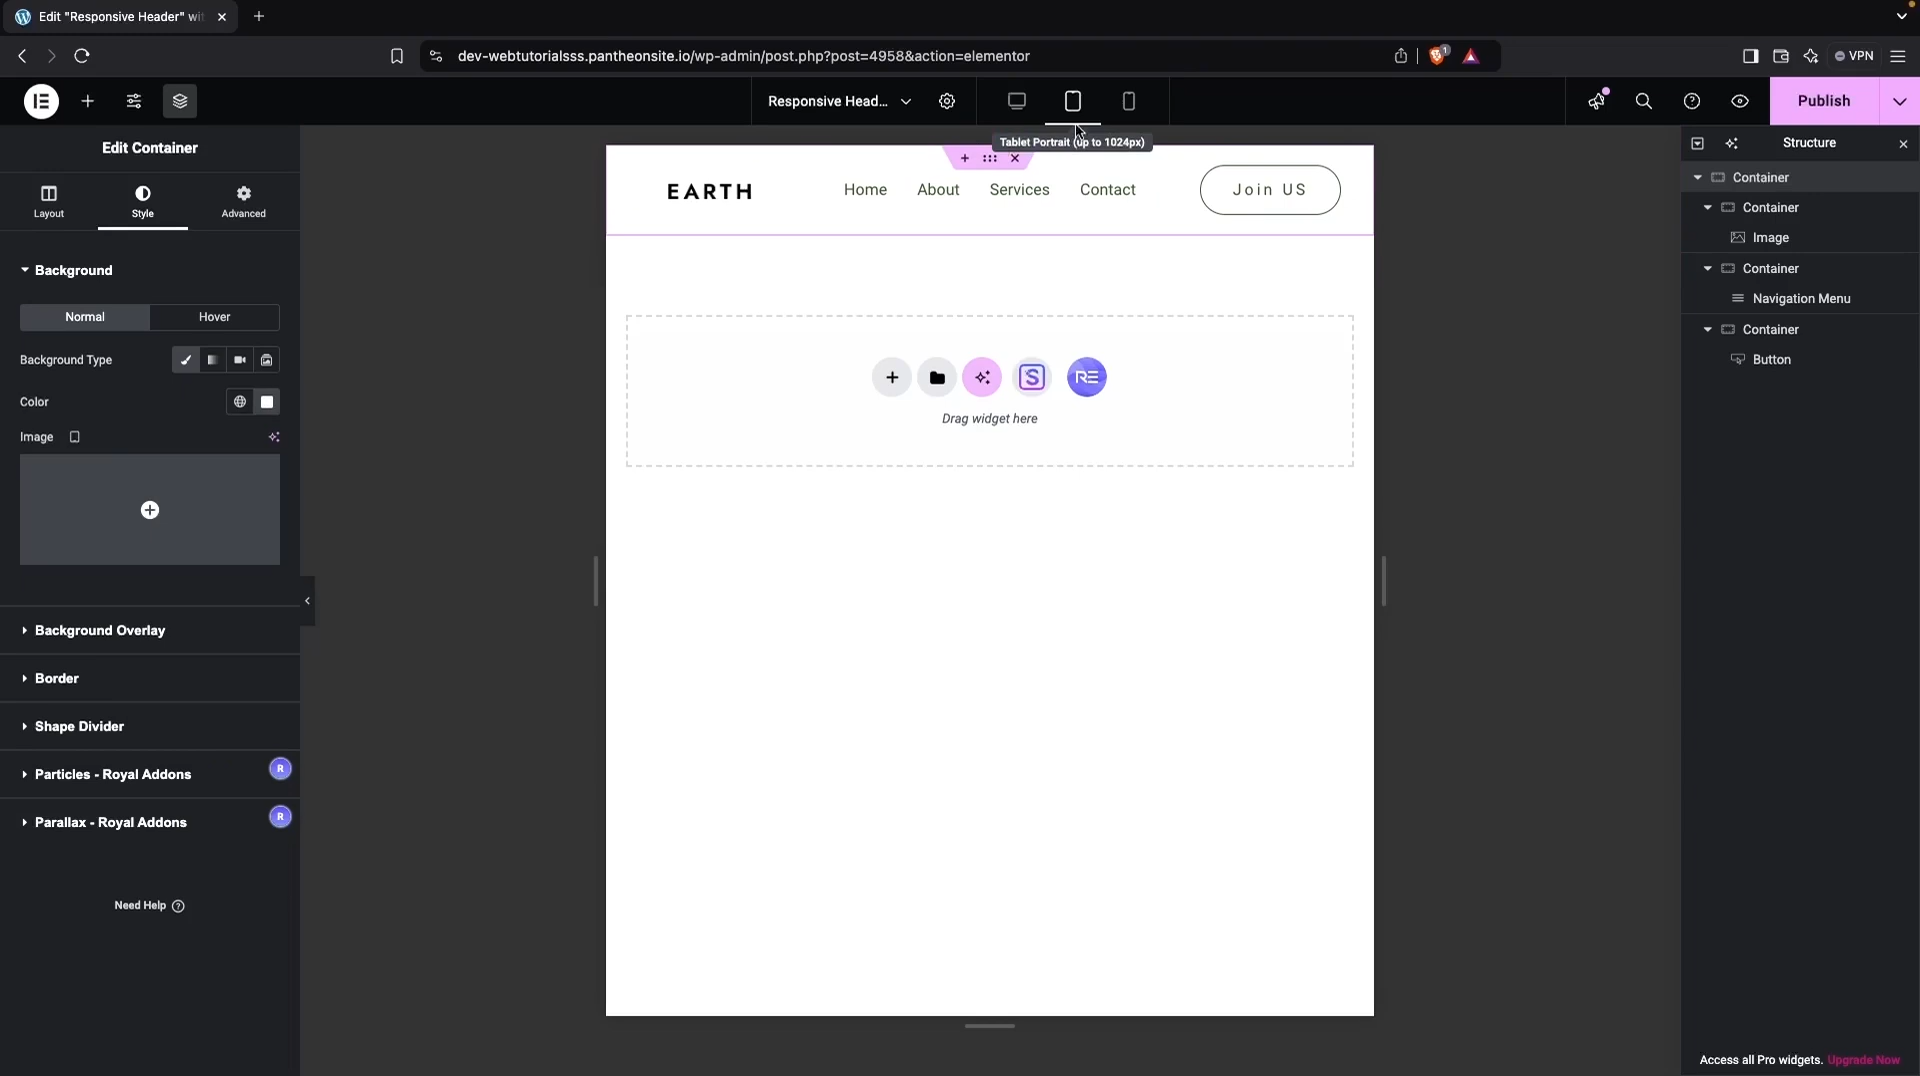 Edit "Responsive Header" wi
dev-webtutorialsss.pantheonsite.io/wp-admin/post.php?post=4958&action=elementor
1
VPN
Responsive Head...
Publish
Edit Container
Tablet Portrait (up to 1024px)
Structure
Layout
Style
Advanced
EARTH
Home
About
Services
Contact
Join US
Container
Container
Image
Container
Navigation Menu
Container
Button
Background
Normal
Hover
Background Type
Color
Image
S
RE
Drag widget here
Background Overlay
Border
Shape Divider
Particles - Royal Addons
R
Parallax - Royal Addons
R
Need Help
Access all Pro widgets. Upgrade Now